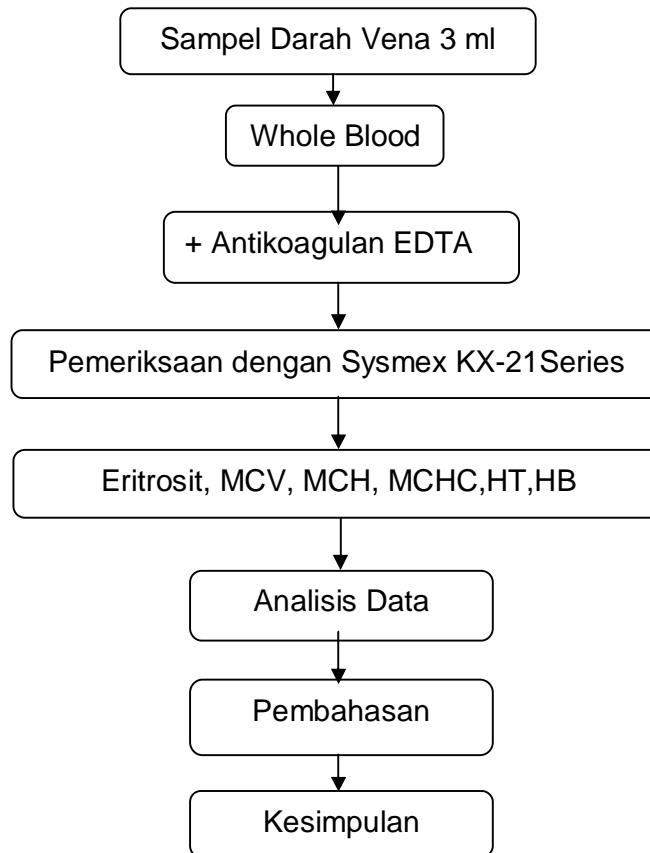 Sampel Darah Vena 3 ml
Whole Blood
+ Antikoagulan EDTA
Pemeriksaan dengan Sysmex KX-21Series
Eritrosit, MCV, MCH, MCHC,HT,HB
Analisis Data
Pembahasan
Kesimpulan